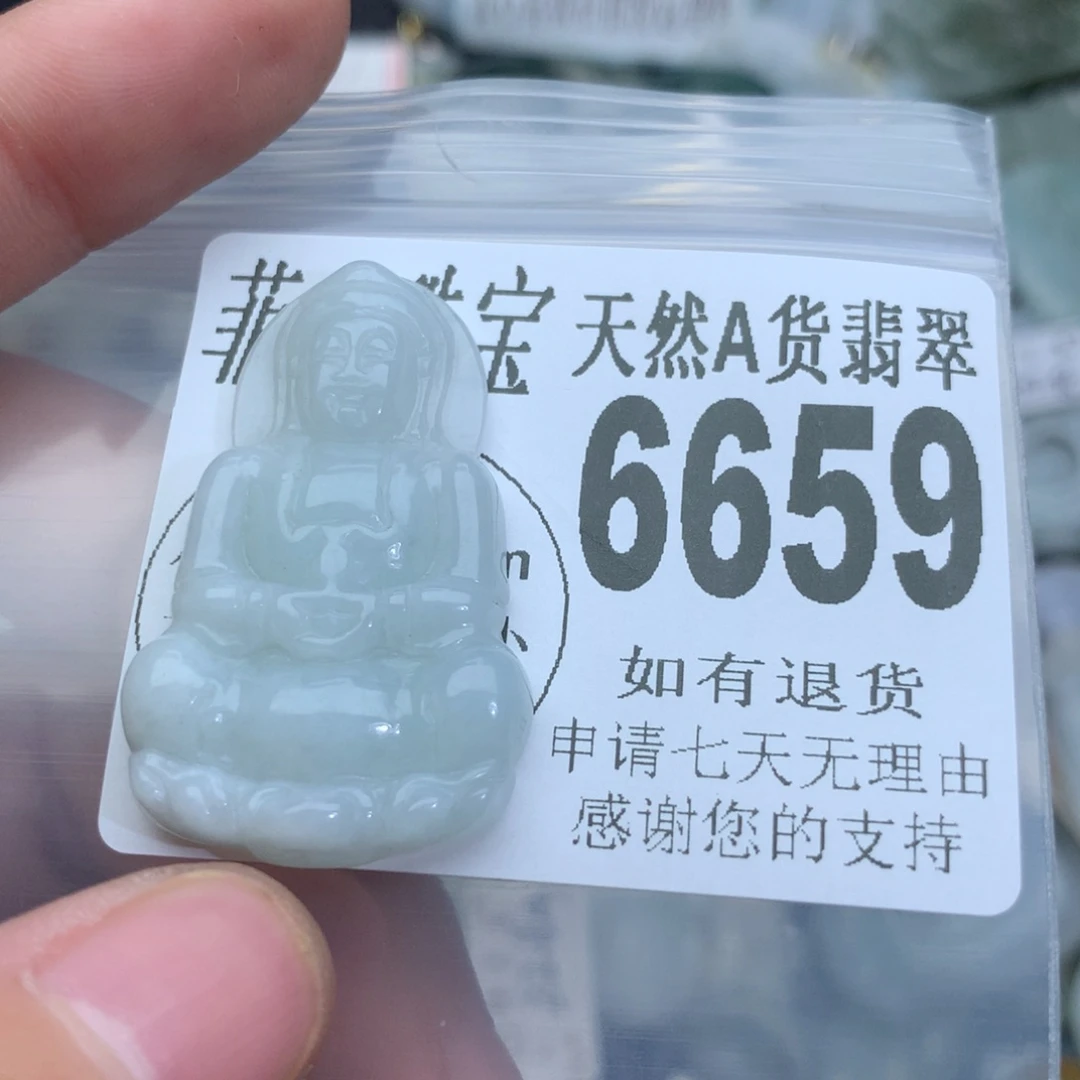 宝
天然A货翡翠
6659
如有退货
申请七天无理由
感谢您的支持